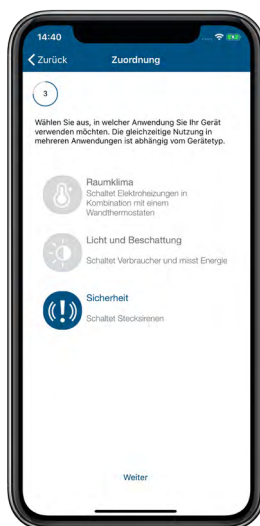 14:40
Zurück
Zuordnung
3
Wählen Sie aus, in welcher Anwendung Sie Ihr Gerät
verwenden möchten. Die gleichzeitige Nutzung in
mehreren Anwendungen ist abhängig vom Gerätetyp.
Raumklima
Schaltet Elektroheizungen in
Kombination mit einem
Wandthermostaten
Licht und Beschattung
Schaltet Verbraucher und misst Energie
Sicherheit
Schaltet Stecksirenen
Weiter